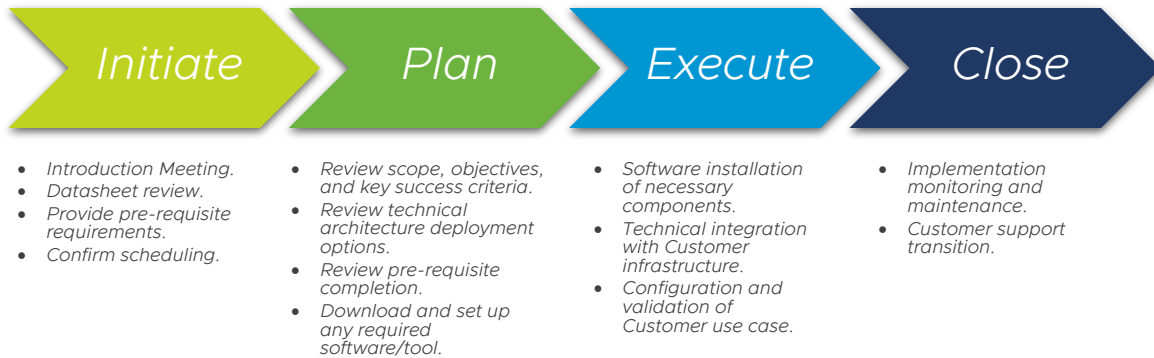 Initiate
Plan
Execute
Close
• Introduction Meeting.
• Datasheet review.
• Provide pre-requisite
requirements.
• Confirm scheduling.
• Review scope, objectives,
and key success criteria.
• Review technical
architecture deployment
options.
• Review pre-requisite
completion.
• Download and set up
any required
software/tool.
• Software installation
of necessary
components.
• Technical integration
with Customer
infrastructure.
• Configuration and
validation of
Customer use case.
• Implementation
monitoring and
maintenance.
• Customer support
transition.